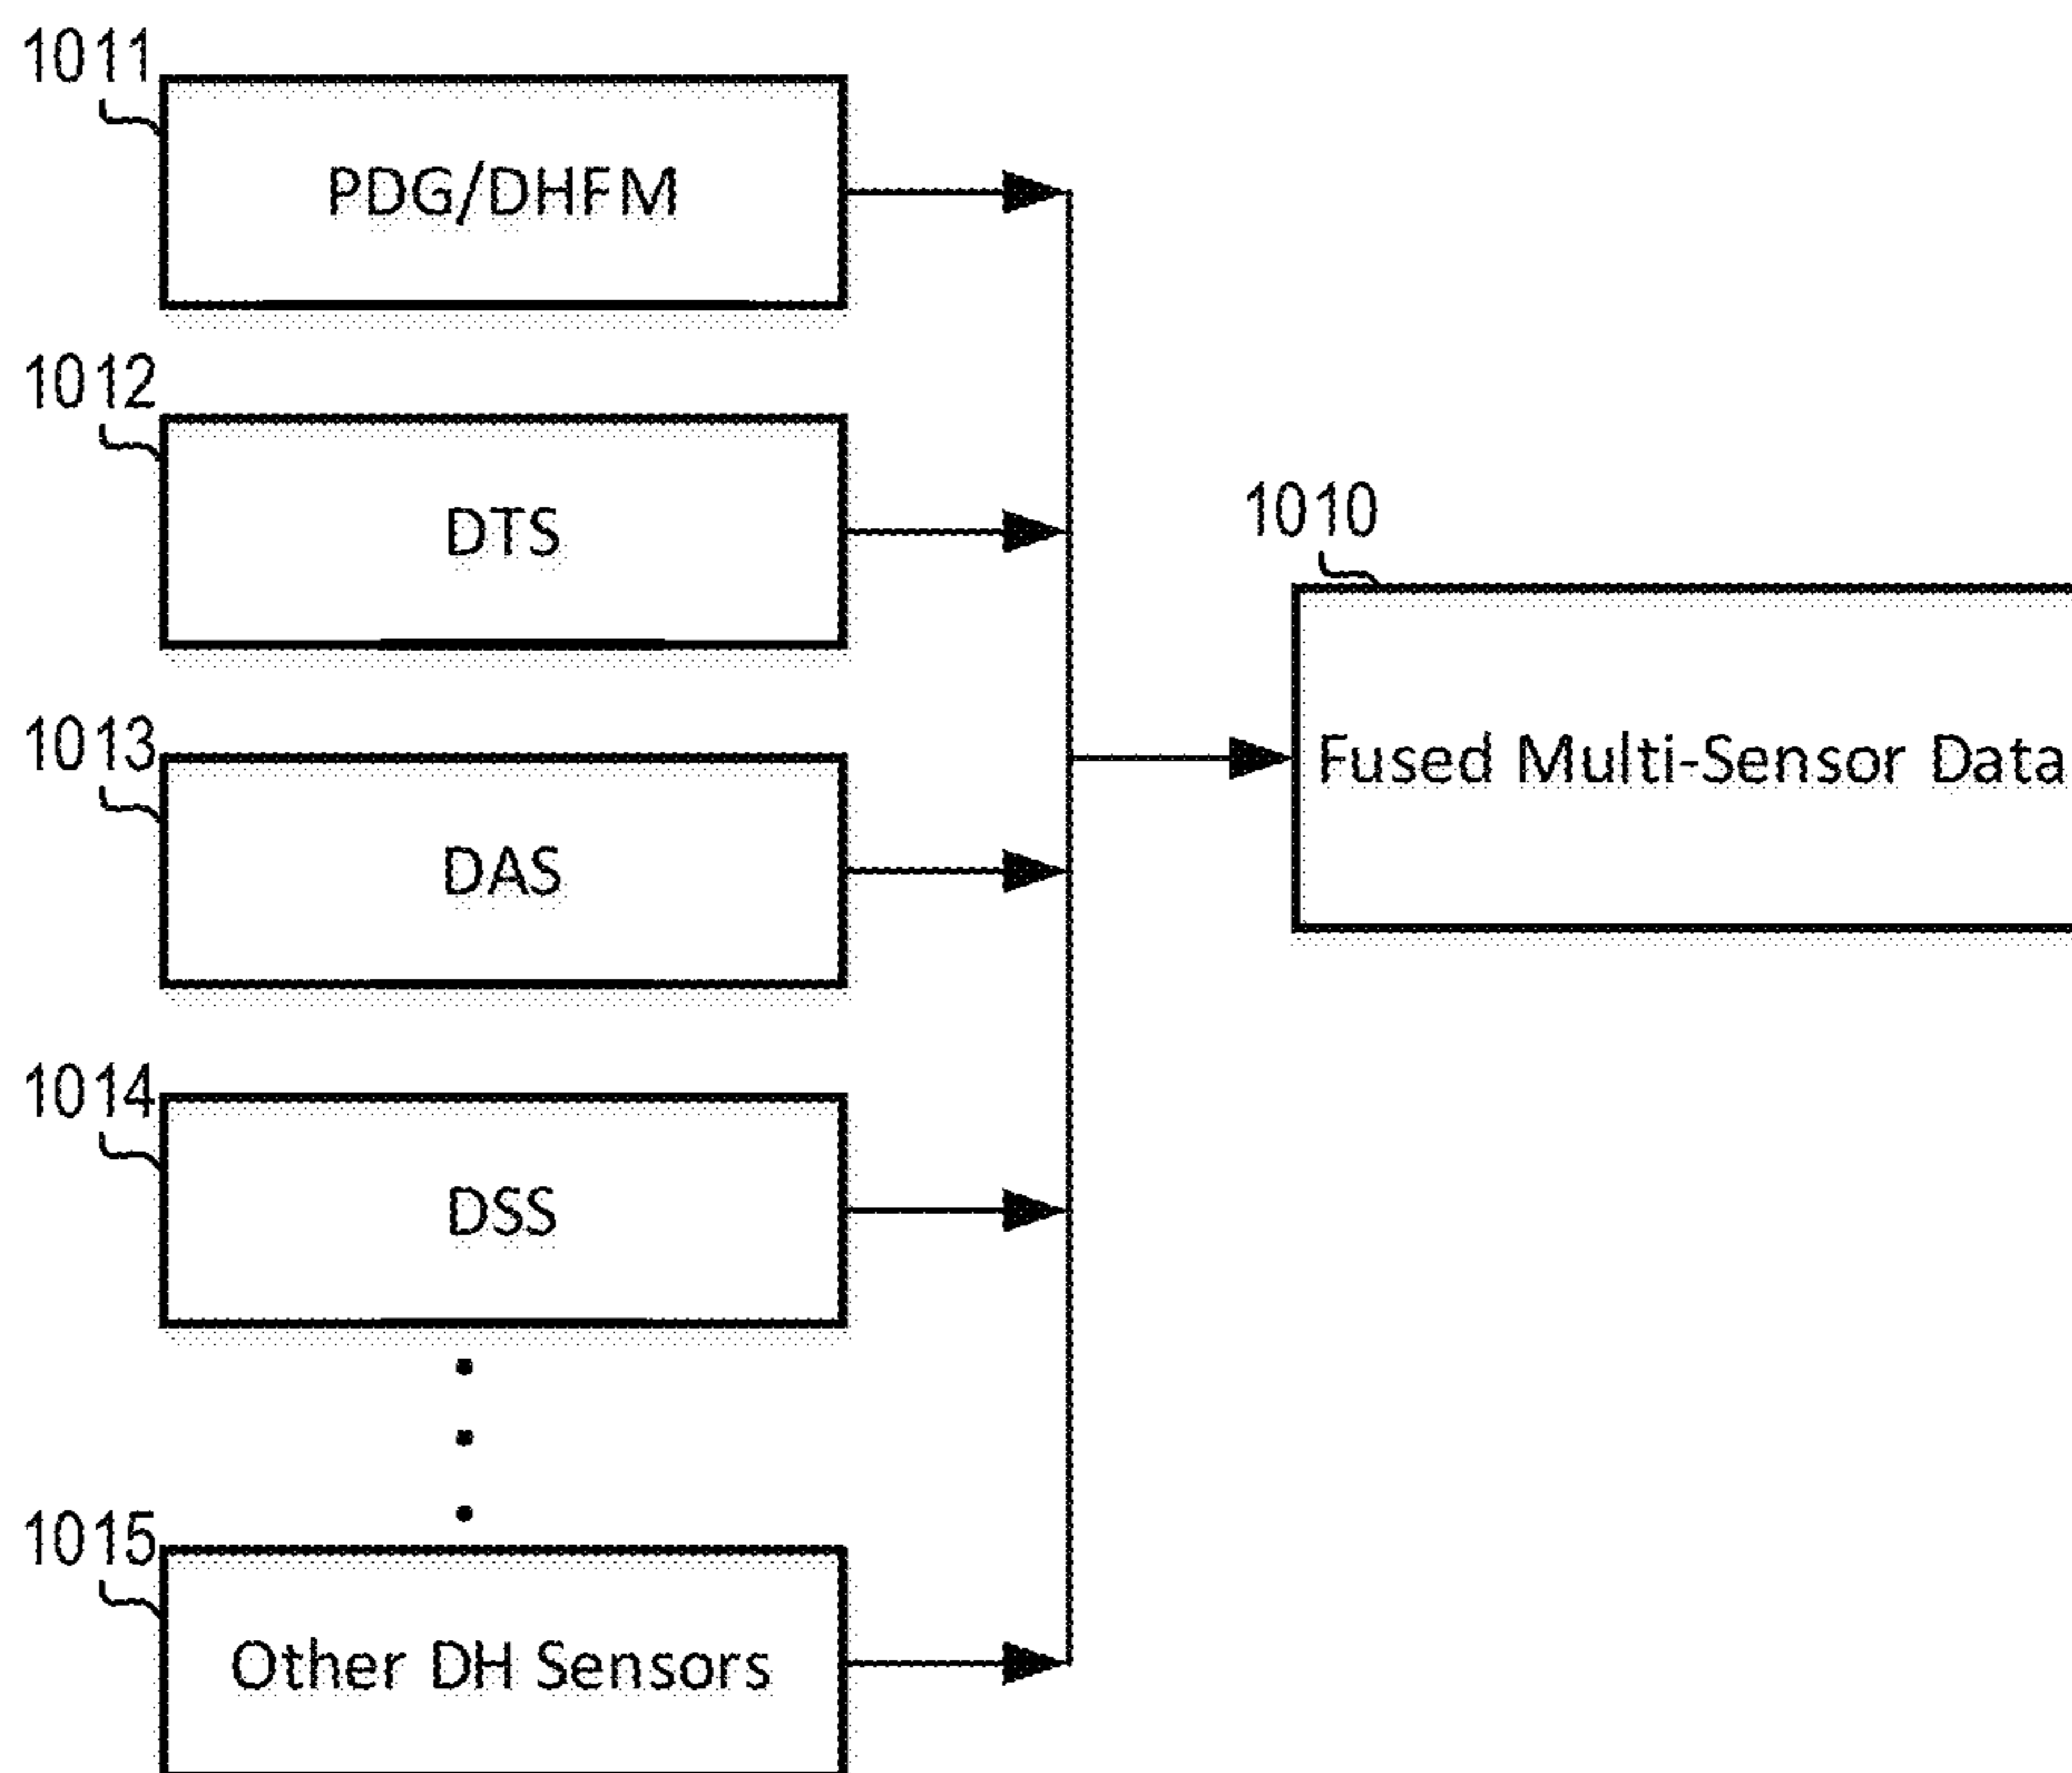 1011
PDG/DHFM
1012
DTS
1010
Fused Multi-Sensor Data
1013
DAS
1014
DSS
1015
Other DH Sensors